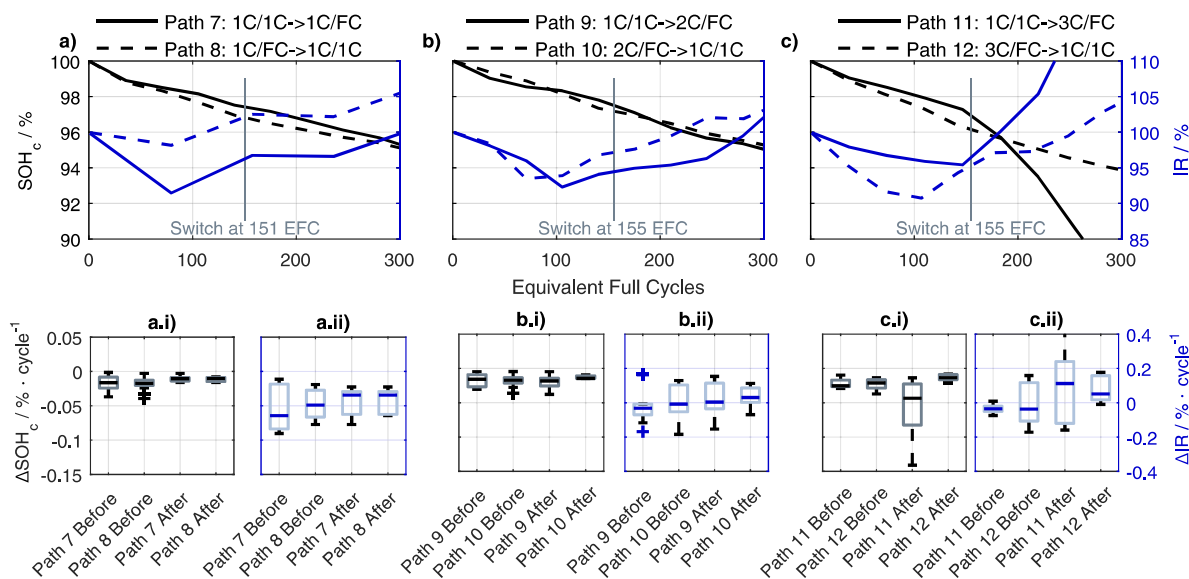 Path 7: 1C/1C->1C/FC
Path 8: 1C/FC->1C/1C
Path 9: 1C/1C->2C/FC
Path 10: 2C/FC->1C/1C
Path 11: 1C/1C->3C/FC
Path 12: 3C/FC->1C/1C
a)
b)
c)
SOHc / %
100
98
96
94
92
90
Switch at 151 EFC
Switch at 155 EFC
Switch at 155 EFC
110
105
100
95
90
85
IR / %
0 100 200 300
0 100 200 300
0 100 200 300
Equivalent Full Cycles
a.i)
a.ii)
b.i)
b.ii)
c.i)
c.ii)
ΔSOHc / % · cycle-1
0.05
0
-0.05
-0.1
-0.15
0.4
0.2
0
-0.2
-0.4
ΔIR / % · cycle-1
Path 7 Before
Path 8 Before
Path 7 After
Path 8 After
Path 7 Before
Path 8 Before
Path 7 After
Path 8 After
Path 9 Before
Path 10 Before
Path 9 After
Path 10 After
Path 9 Before
Path 10 Before
Path 9 After
Path 10 After
Path 11 Before
Path 12 Before
Path 11 After
Path 12 After
Path 11 Before
Path 12 Before
Path 11 After
Path 12 After